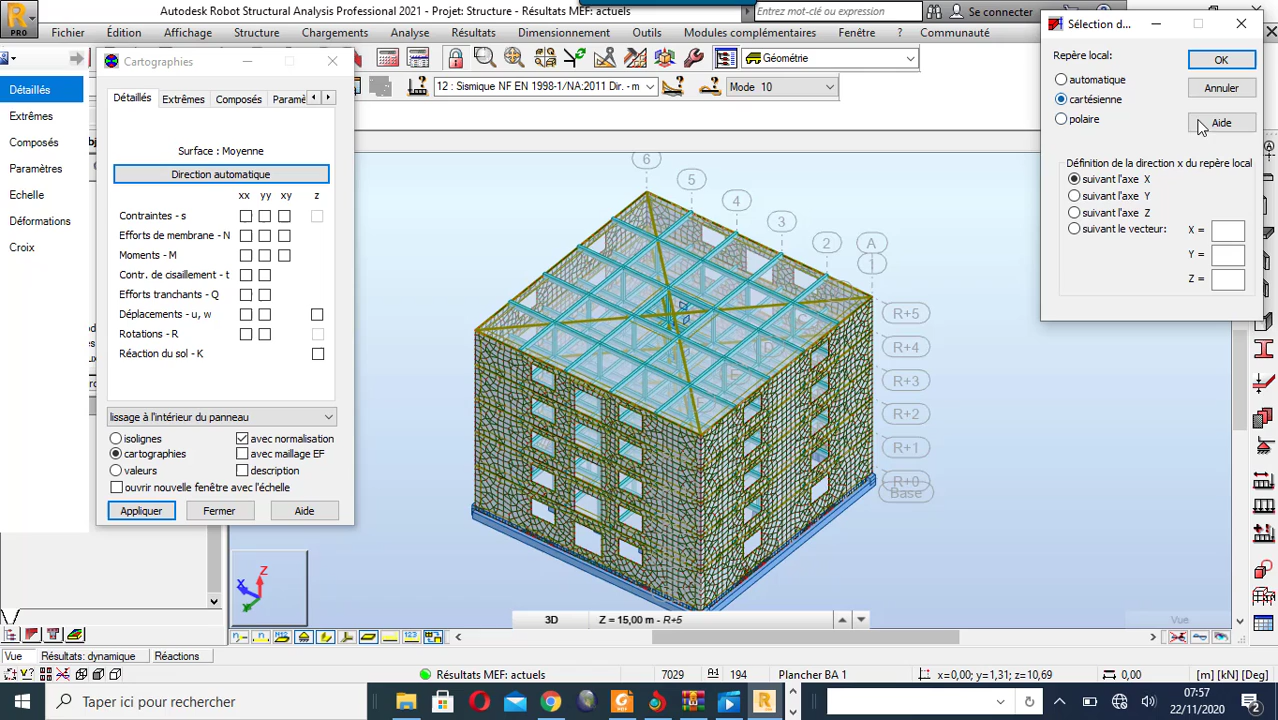 Autodesk Robot Structural Analysis Professional 2021 - Projet: Structure - Résultats MEF: actuels
Entrez mot-clé ou expression
Se connecter
PRO
Fichier Édition Affichage Structure Chargements Analyse Résultats Dimensionnement Outils Modules complémentaires Fenêtre Communauté
Géométrie
12 : Sismique NF EN 1998-1/NA:2011 Dir. - m
Mode 10
Détaillés
Extrêmes
Composés
Paramètres
Echelle
Déformations
Croix
Cartographies
Détaillés Extrêmes Composés Paramè
Surface : Moyenne
Direction automatique
xx yy xy z
Contraintes - s
Efforts de membrane - N
Moments - M
Contr. de cisaillement - t
Efforts tranchants - Q
Déplacements - u, w
Rotations - R
Réaction du sol - K
lissage à l'intérieur du panneau
isolignes
avec normalisation
cartographies
avec maillage EF
valeurs
description
ouvrir nouvelle fenêtre avec l'échelle
Appliquer Fermer Aide
Sélection d...
Repère local:
automatique
cartésienne
polaire
OK
Annuler
Aide
Définition de la direction x du repère local
suivant l'axe X
suivant l'axe Y
suivant l'axe Z
suivant le vecteur:
X =
Y =
Z =
6
5
4
3
2
A
1
R+5
R+4
R+3
R+2
R+1
R+0
Base
Z
X
3D
Z = 15,00 m - R+5
Vue
Vue Résultats: dynamique Réactions
Résultats MEF: actuels
7029
194
Plancher BA 1
x=0,00; y=1,31; z=10,69
0,00
[m] [kN] [Deg]
Taper ici pour rechercher
07:57
22/11/2020
2